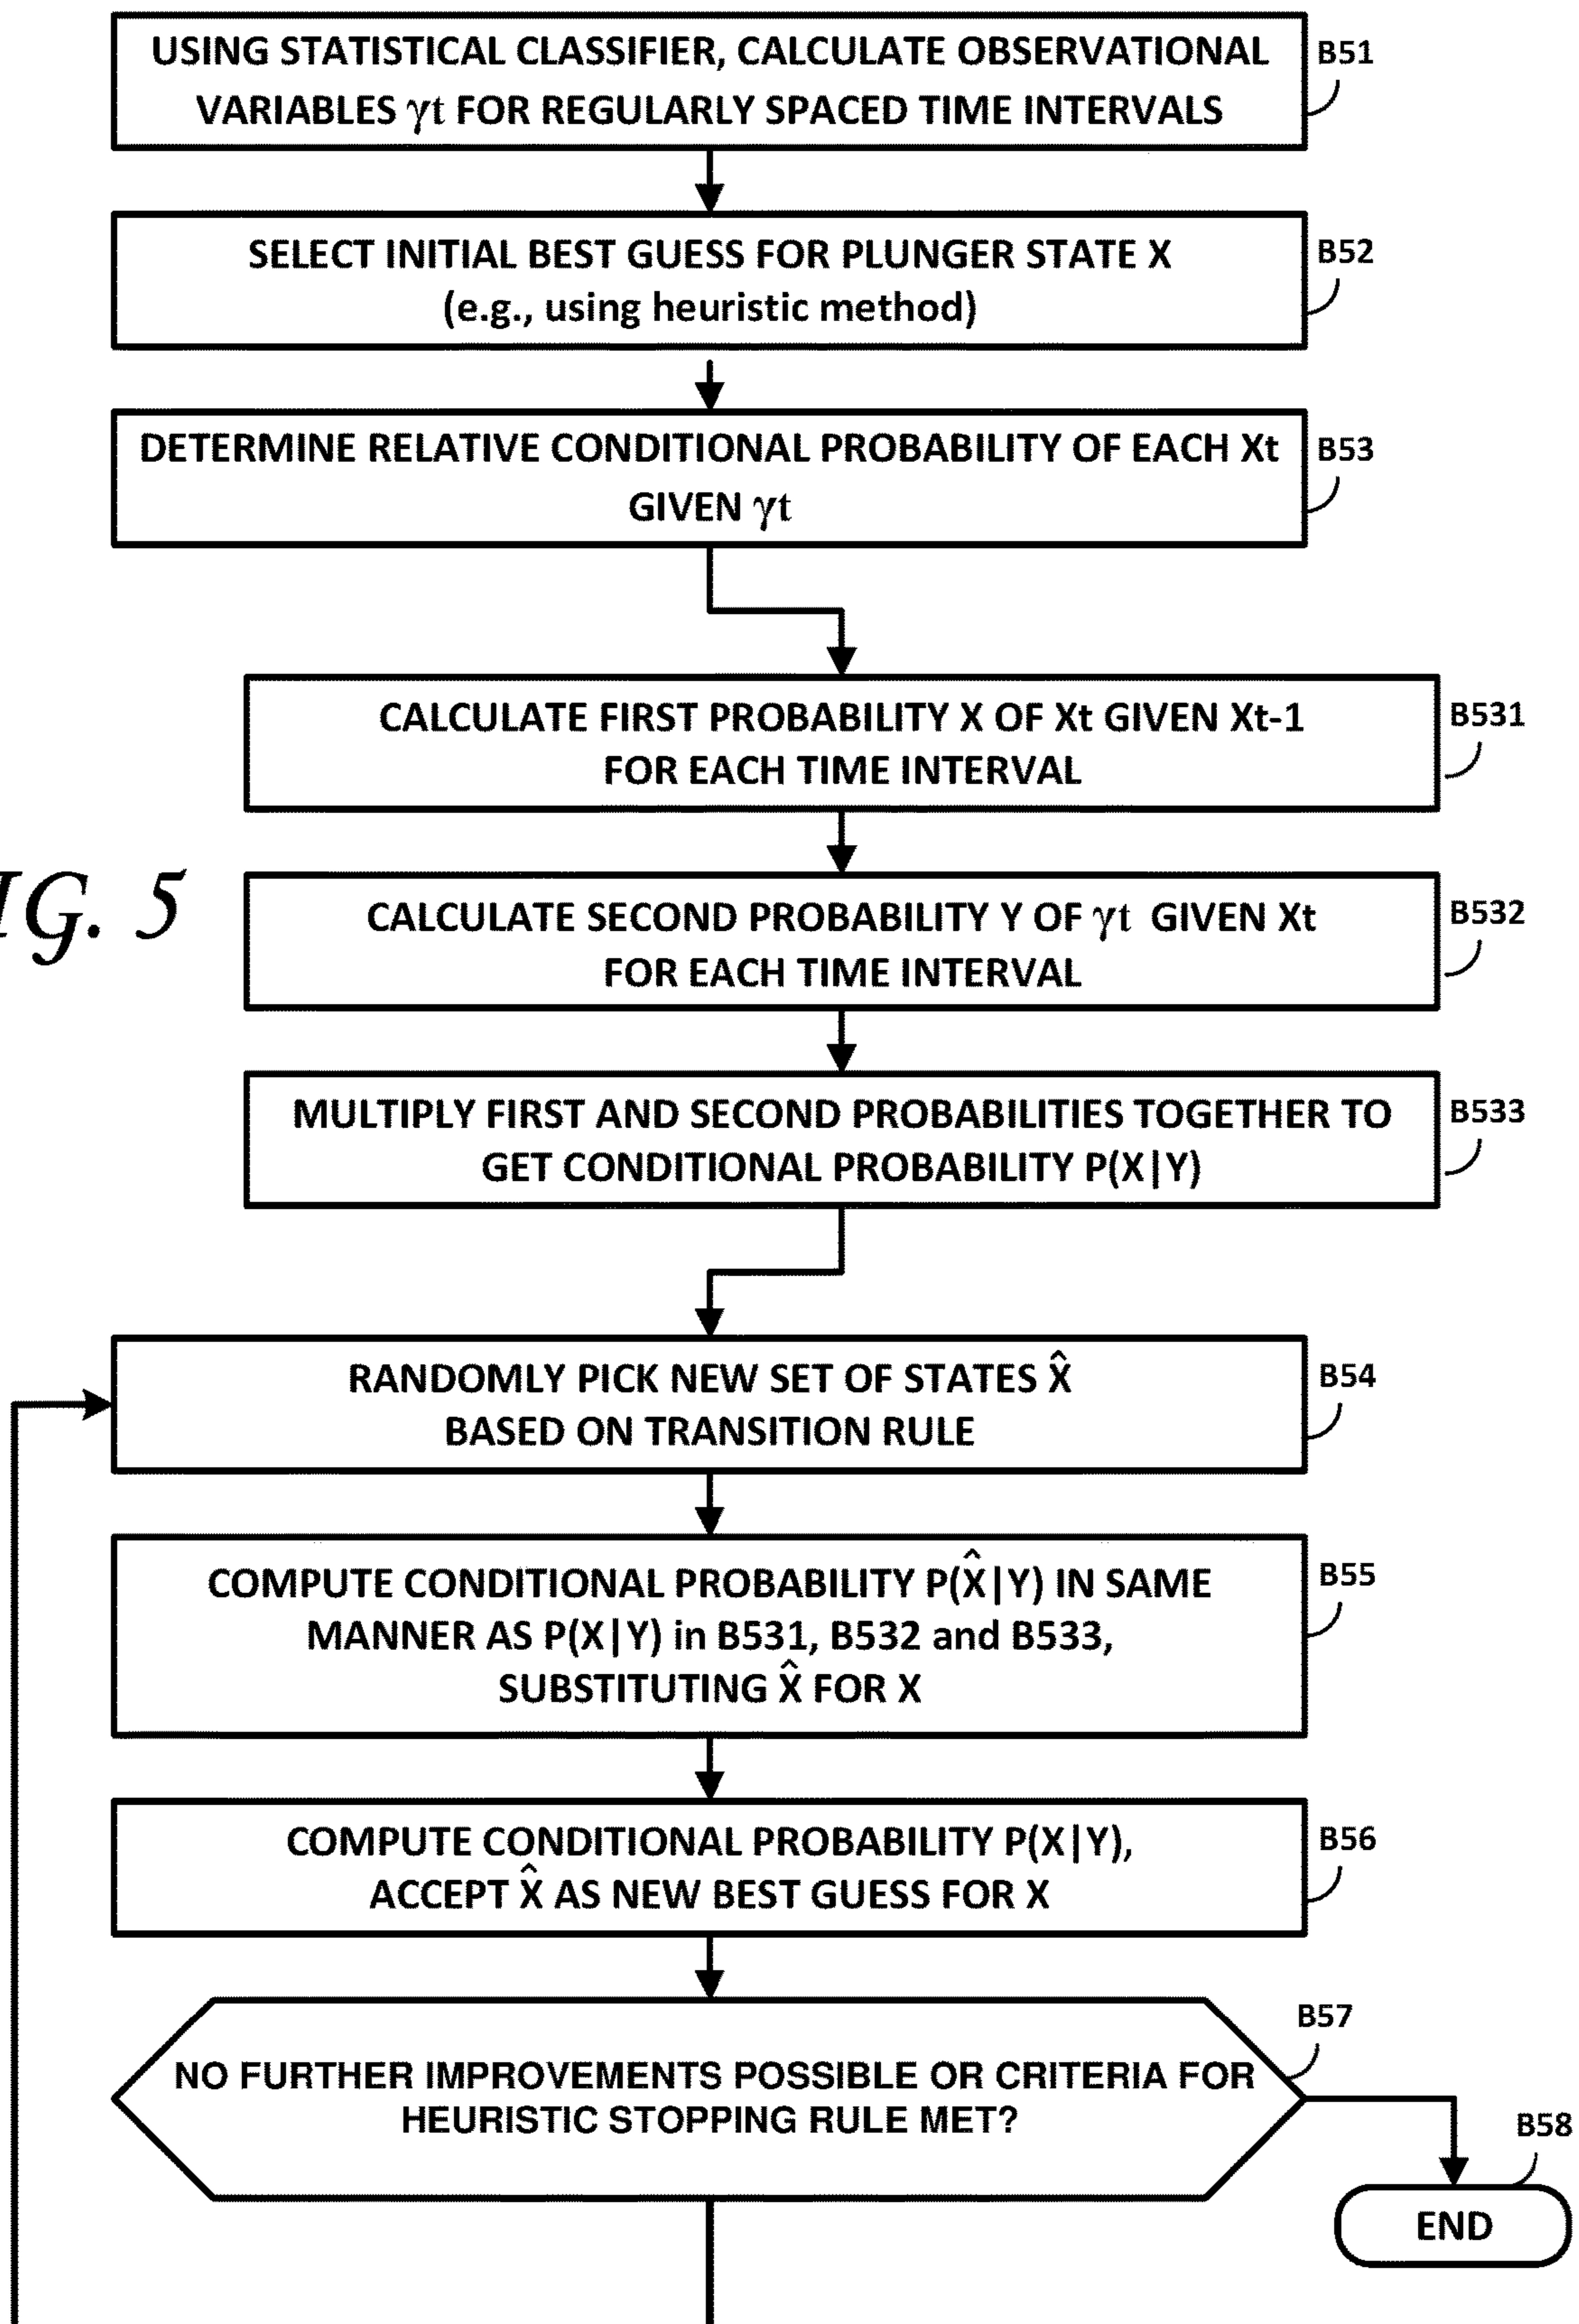 USING STATISTICAL CLASSIFIER, CALCULATE OBSERVATIONAL
VARIABLES γt FOR REGULARLY SPACED TIME INTERVALS
B51
SELECT INITIAL BEST GUESS FOR PLUNGER STATE X
(e.g., using heuristic method)
B52
DETERMINE RELATIVE CONDITIONAL PROBABILITY OF EACH Xt
GIVEN γt
B53
CALCULATE FIRST PROBABILITY X OF Xt GIVEN Xt-1
FOR EACH TIME INTERVAL
B531
IG. 5
CALCULATE SECOND PROBABILITY Y OF γt GIVEN Xt
FOR EACH TIME INTERVAL
B532
MULTIPLY FIRST AND SECOND PROBABILITIES TOGETHER TO
GET CONDITIONAL PROBABILITY P(X|Y)
B533
RANDOMLY PICK NEW SET OF STATES X̂
BASED ON TRANSITION RULE
B54
COMPUTE CONDITIONAL PROBABILITY P(X̂|Y) IN SAME
MANNER AS P(X|Y) in B531, B532 and B533,
SUBSTITUTING X̂ FOR X
B55
COMPUTE CONDITIONAL PROBABILITY P(X|Y),
ACCEPT X̂ AS NEW BEST GUESS FOR X
B56
NO FURTHER IMPROVEMENTS POSSIBLE OR CRITERIA FOR
HEURISTIC STOPPING RULE MET?
B57
B58
END